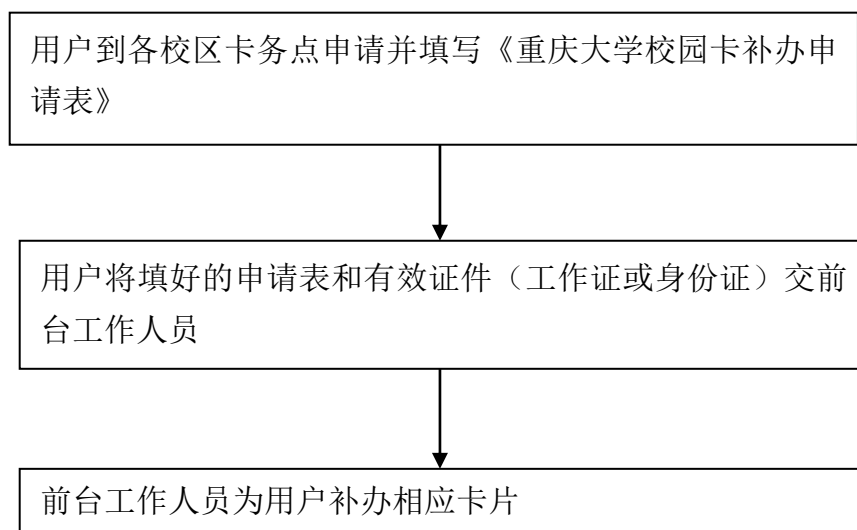 用户到各校区卡务点申请并填写《重庆大学校园卡补办申
请表》
用户将填好的申请表和有效证件（工作证或身份证）交前
台工作人员
前台工作人员为用户补办相应卡片